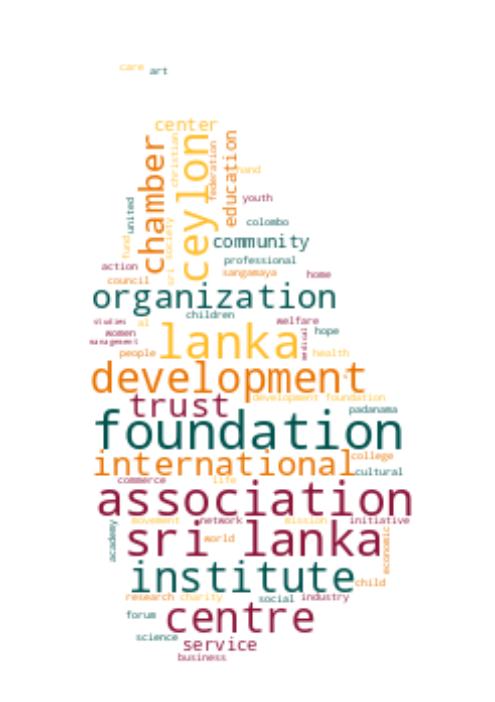 care art
center
chamber
ceylon
christian
federation
education
hand
youth
united
colombo
community
fund
sri society
professional
action
sangamaya
home
council
organization
children
studies
al
welfare
women
hope
management
lanka
medical
people
health
development
trust
development foundation
padanama
foundation
international
college
cultural
commerce
life
association
movement
network
mission
initiative
academy
sri lanka
world
economic
institute
child
research charity
social industry
forum
centre
science
service
business